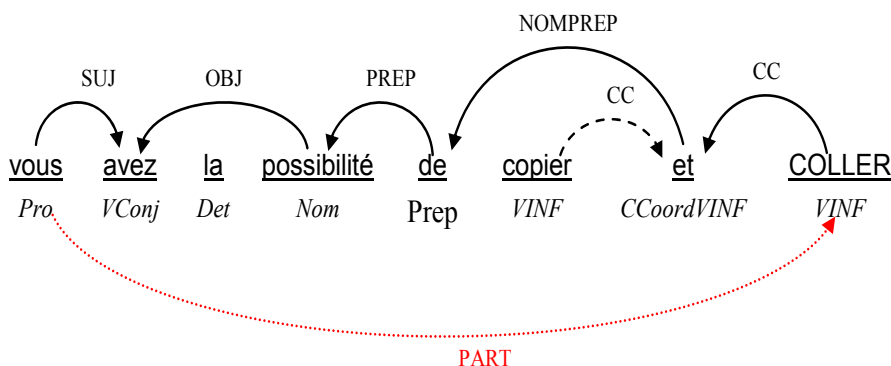 NOMPREP
SUJ OBJ PREP CC CC
vous avez la possibilité de copier et COLLER
Pro VConj Det Nom Prep VINF CCoordVINF VINF
PART